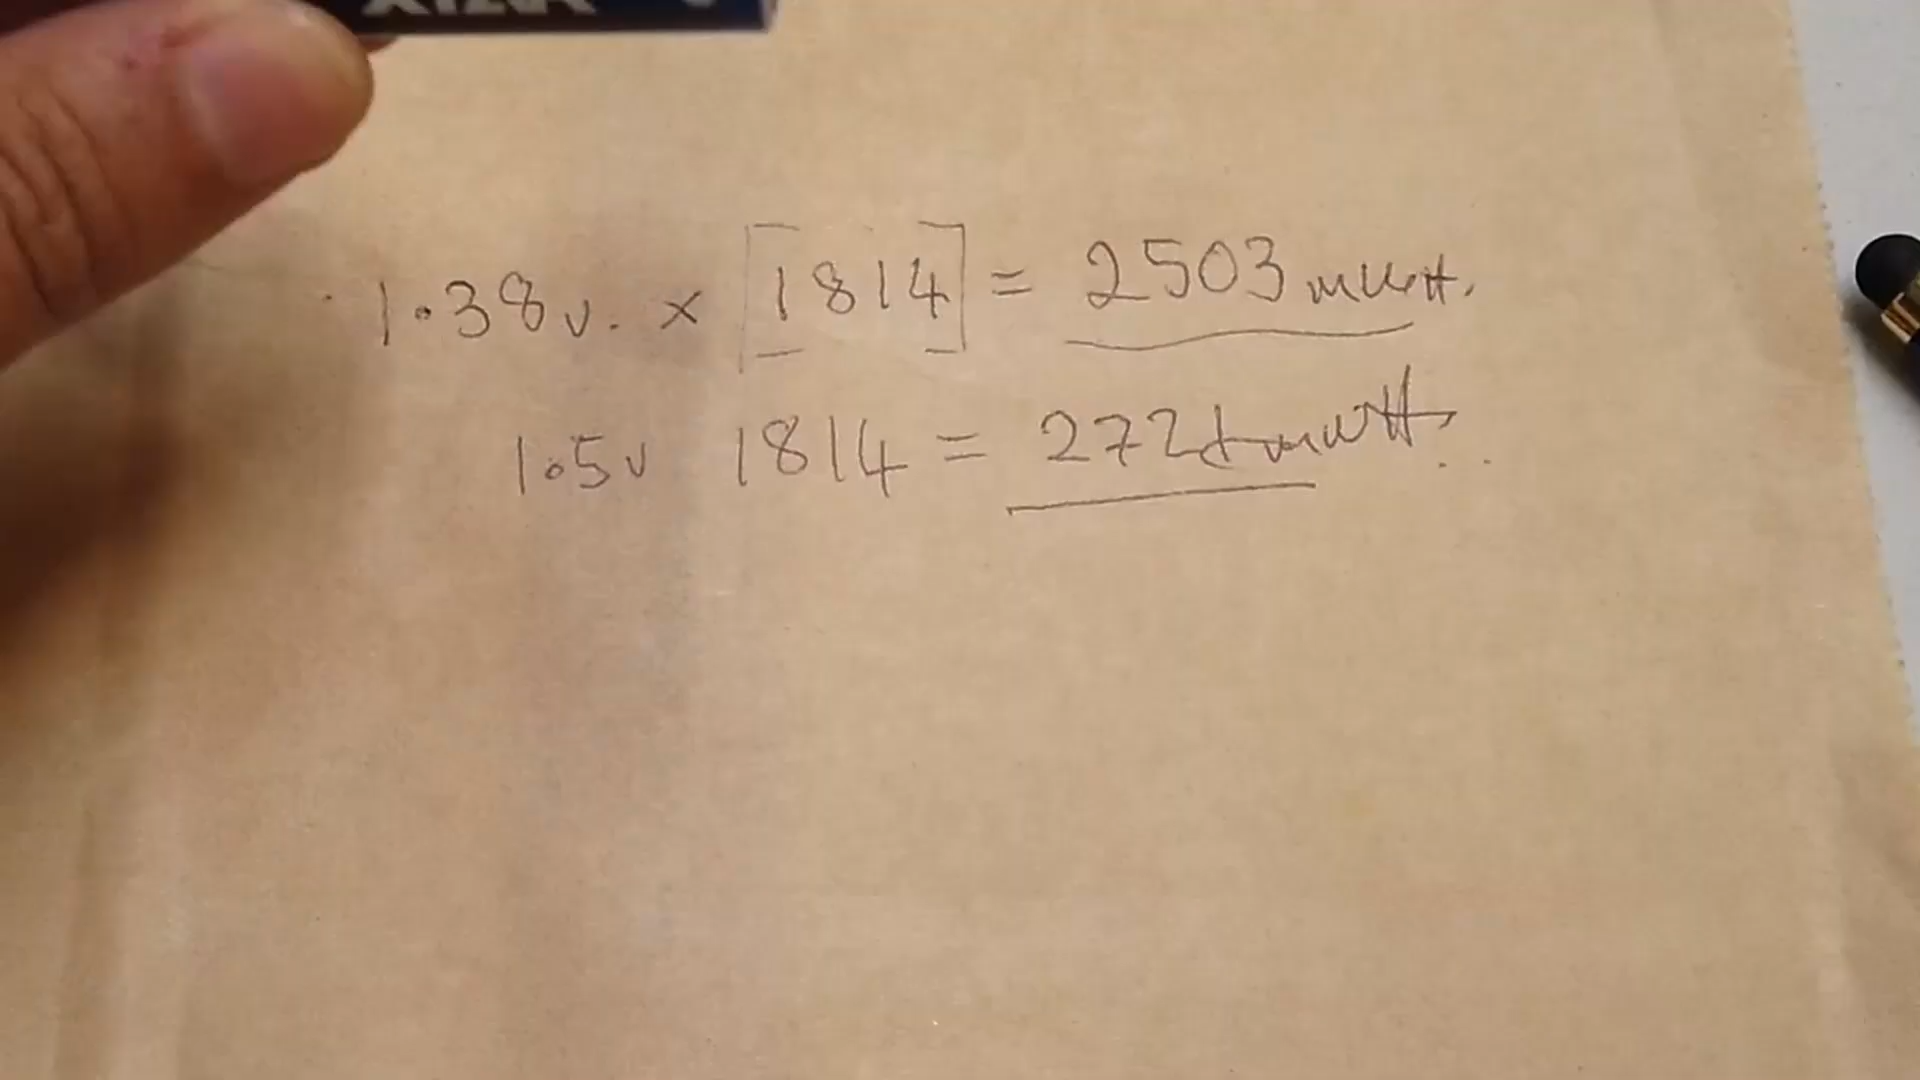 1.38v. x [1814] = 2503 mwH.
1.5v 1814 = 2721 mwH.